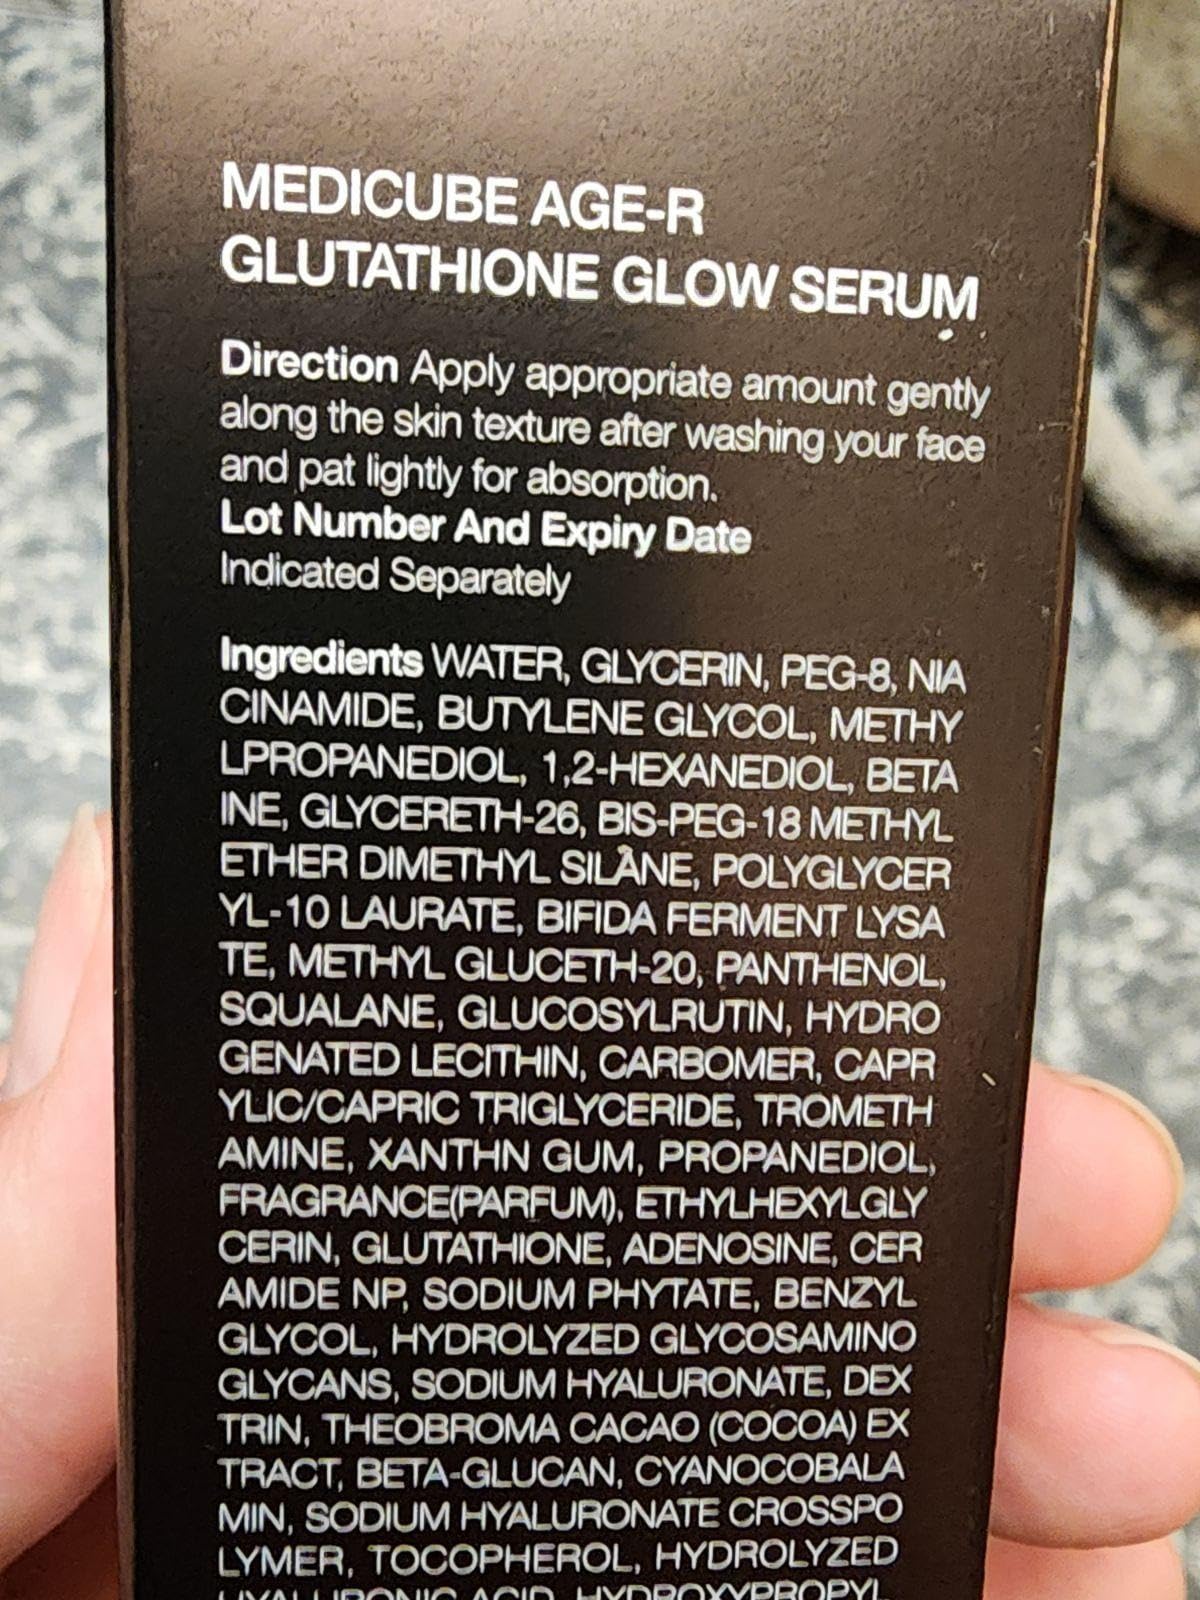 MEDICUBE AGE-R
GLUTATHIONE GLOW SERUM
Direction Apply appropriate amount gently
along the skin texture after washing your face
and pat lightly for absorption.
Lot Number And Expiry Date
Indicated Separately
Ingredients WATER, GLYCERIN, PEG-8, NIA
CINAMIDE, BUTYLENE GLYCOL, METHY
LPROPANEDIOL, 1,2-HEXANEDIOL, BETA
INE, GLYCERETH-26, BIS-PEG-18 METHYL
ETHER DIMETHYL SILANE, POLYGLYCER
YL-10 LAURATE, BIFIDA FERMENT LYSA
TE, METHYL GLUCETH-20, PANTHENOL,
SQUALANE, GLUCOSYLRUTIN, HYDRO
GENATED LECITHIN, CARBOMER, CAPR
YLIC/CAPRIC TRIGLYCERIDE, TROMETH
AMINE, XANTHN GUM, PROPANEDIOL,
FRAGRANCE(PARFUM), ETHYLHEXYLGLY
CERIN, GLUTATHIONE, ADENOSINE, CER
AMIDE NP, SODIUM PHYTATE, BENZYL
GLYCOL, HYDROLYZED GLYCOSAMINO
GLYCANS, SODIUM HYALURONATE, DEX
TRIN, THEOBROMA CACAO (COCOA) EX
TRACT, BETA-GLUCAN, CYANOCOBALA
MIN, SODIUM HYALURONATE CROSSPO
LYMER, TOCOPHEROL, HYDROLYZED
HYALURONIC ACID, HYDROXYPROPYL